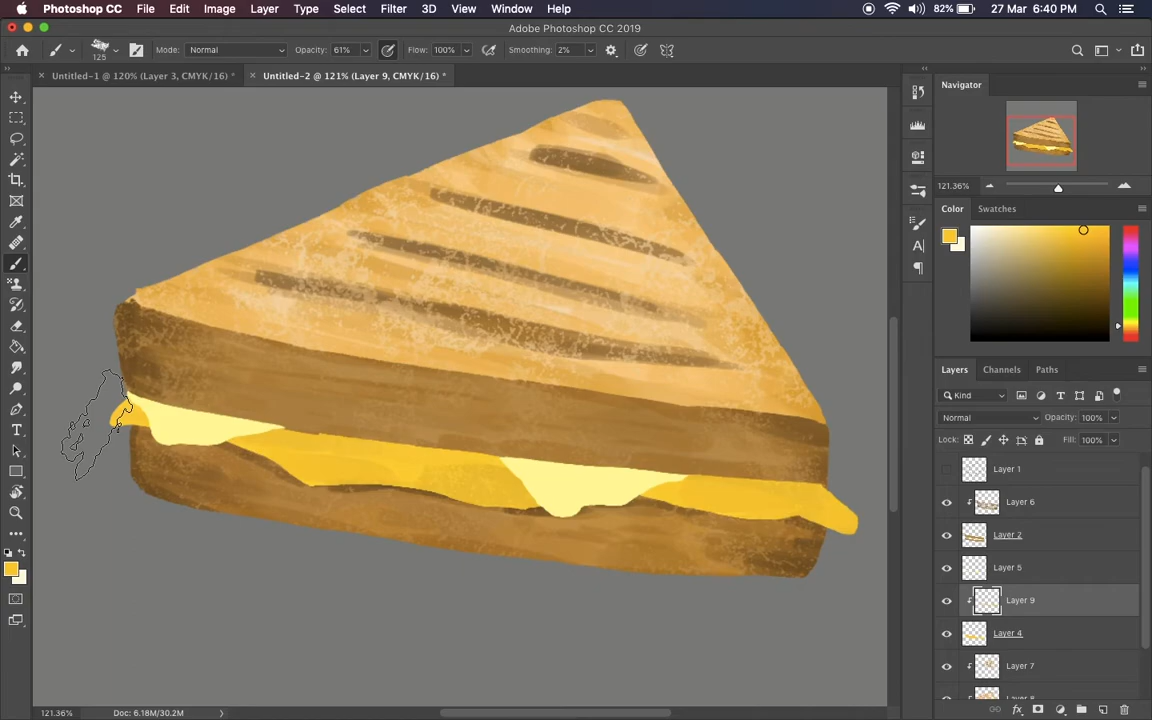 Photoshop CC File Edit Image Layer Type Select Filter 3D View Window Help 82% 27 Mar 6:40 PM
Adobe Photoshop CC 2019
125 Mode: Normal Opacity: 61% Flow: 100% Smoothing: 2%
× Untitled-1 @ 120% (Layer 3, CMYK/16) * × Untitled-2 @ 121% (Layer 9, CMYK/16) *
Navigator
121.36%
Color Swatches
Layers Channels Paths
Kind
Normal Opacity: 100%
Lock: Fill: 100%
Layer 1
Layer 6
Layer 2
Layer 5
Layer 9
Layer 4
Layer 7
Layer 8
121.36% Doc: 6.18M/30.2M